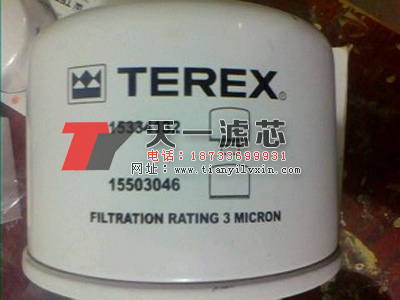 TEREX®
天一滤芯
电话：18733699931
15503046
网址：www.tianyilvxin.com
FILTRATION RATING 3 MICRON